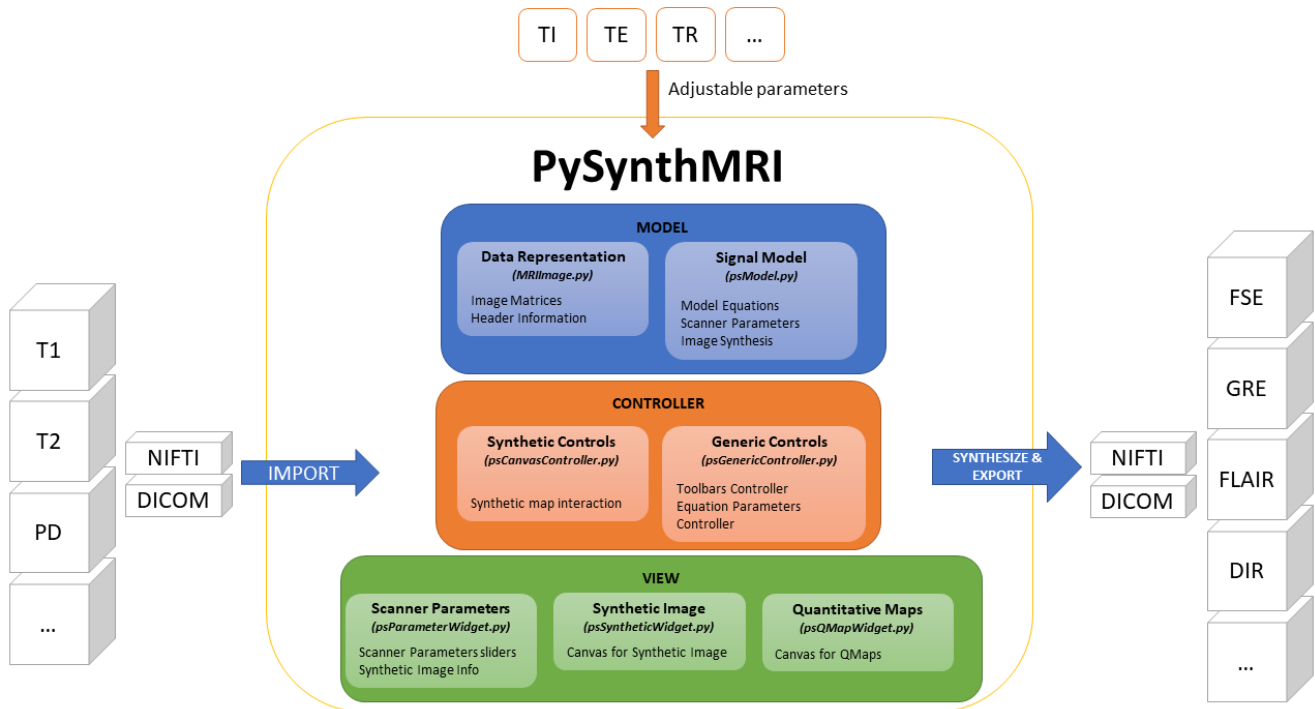 TI
TE
TR
...
Adjustable parameters
PySynthMRI
MODEL
Data Representation
(MRIImage.py)
Image Matrices
Header Information
Signal Model
(psModel.py)
Model Equations
Scanner Parameters
Image Synthesis
CONTROLLER
Synthetic Controls
(psCanvasController.py)
Synthetic map interaction
Generic Controls
(psGenericController.py)
Toolbars Controller
Equation Parameters
Controller
VIEW
Scanner Parameters
(psParameterWidget.py)
Scanner Parameters sliders
Synthetic Image Info
Synthetic Image
(psSyntheticWidget.py)
Canvas for Synthetic Image
Quantitative Maps
(psQMapWidget.py)
Canvas for QMaps
T1
T2
PD
...
NIFTI
DICOM
IMPORT
SYNTHESIZE &
EXPORT
NIFTI
DICOM
FSE
GRE
FLAIR
DIR
...